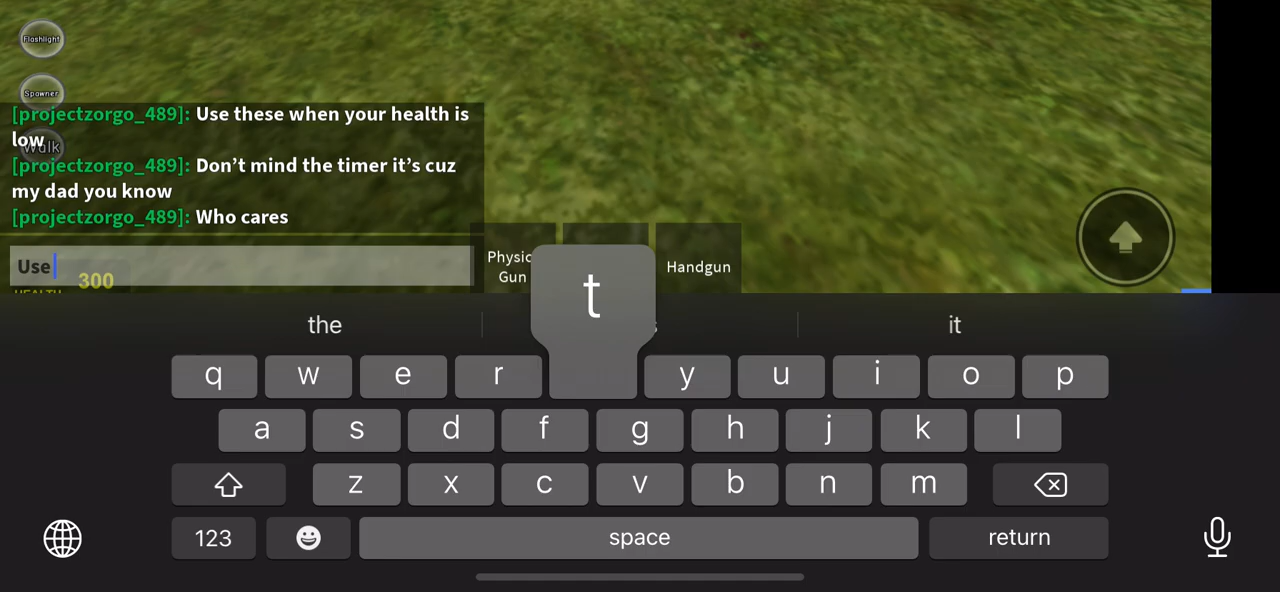 Flashlight
Spawner
[projectzorgo_489]: Use these when your health is
low
Walk
[projectzorgo_489]: Don't mind the timer it's cuz
my dad you know
[projectzorgo_489]: Who cares
Use
300
HEALTH
Gun
Handgun
t
the
it
q w e r y u i o p
a s d f g h j k l
z x c v b n m
123
space
return